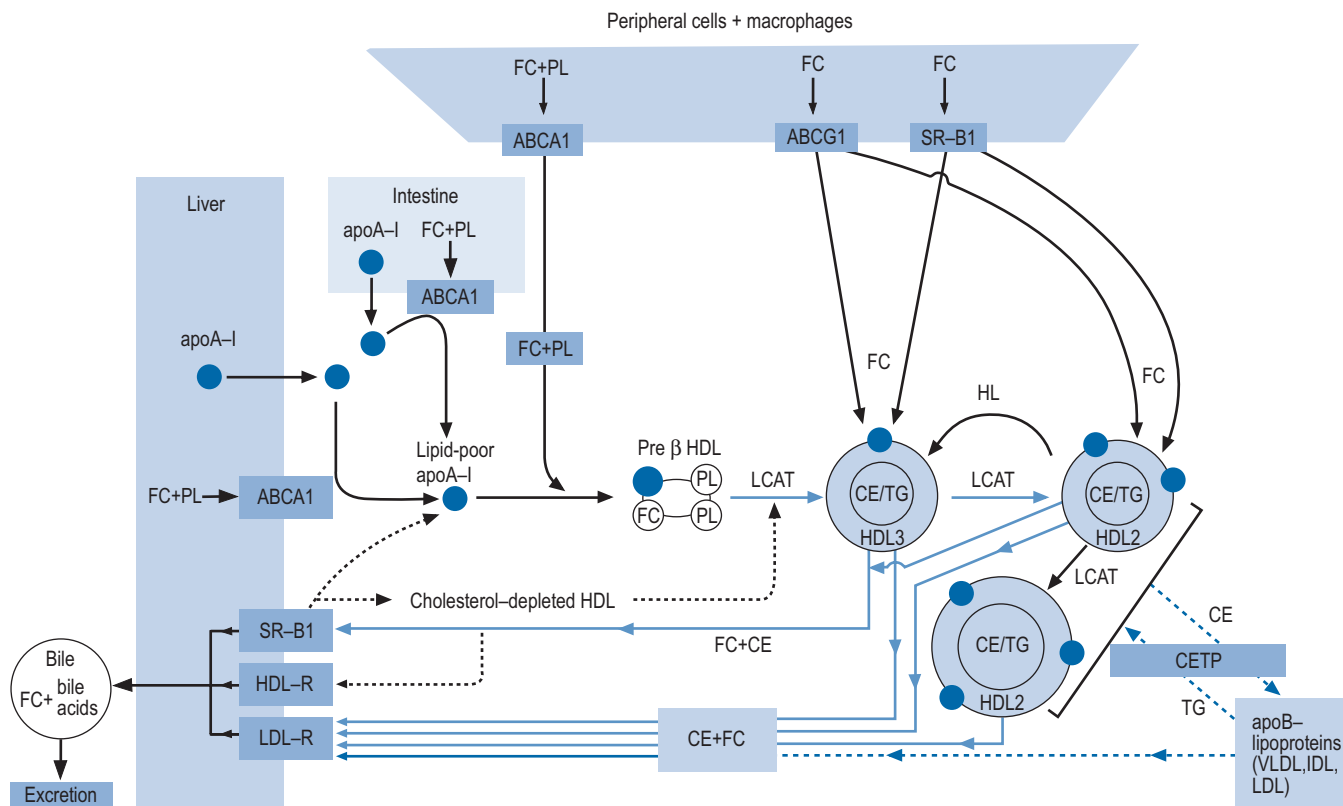 Peripheral cells + macrophages
FC+PL
FC
FC
ABCA1
ABCG1
SR–B1
Liver
Intestine
apoA–I
FC+PL
ABCA1
apoA–I
FC+PL
FC
FC
HL
Lipid-poor
apoA–I
Pre β HDL
PL
FC
PL
LCAT
CE/TG
HDL3
LCAT
CE/TG
HDL2
FC+PL
ABCA1
LCAT
Cholesterol–depleted HDL
SR–B1
FC+CE
CE/TG
HDL2
CE
CETP
TG
Bile
FC+ bile
acids
HDL–R
LDL–R
CE+FC
apoB–
lipoproteins
(VLDL,IDL,
LDL)
Excretion